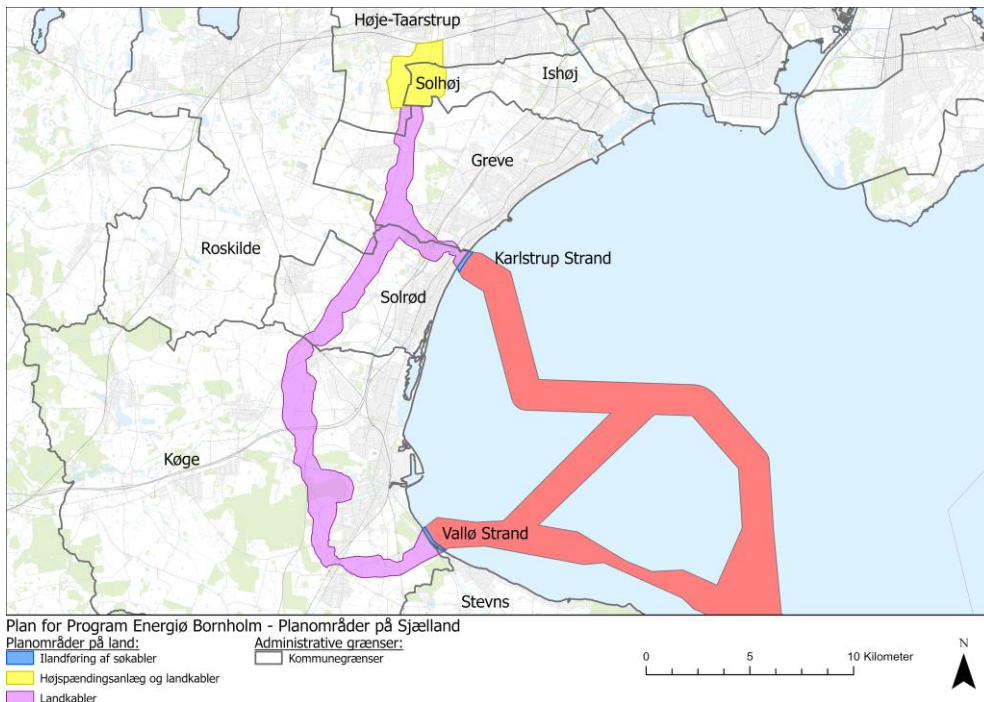 Høje-Taarstrup
Ishøj
Solhøj
Greve
Roskilde
Karlstrup Strand
Solrød
Køge
Vallø Strand
Stevns
Plan for Program Energiø Bornholm - Planområder på Sjælland
Planområder på land:
Ilandføring af søkabler
Højspændingsanlæg og landkabler
Landkabler
Administrative grænser:
Kommunegrænser
0 5 10 Kilometer
N